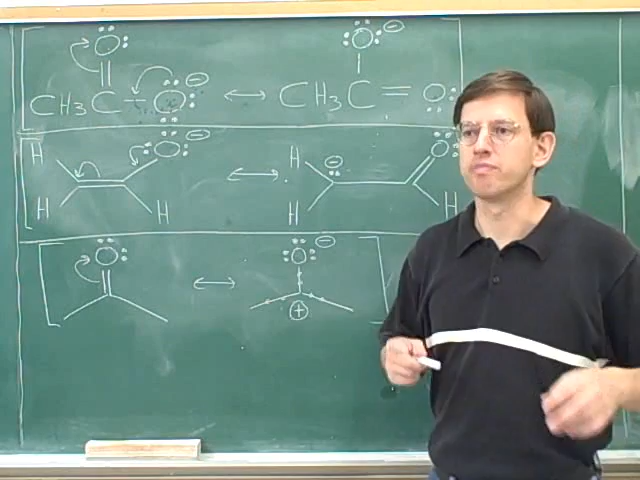 O O ⊖
CH3C — O ⊖ ↔ CH3C = O
H O ⊖ ↔ H ⊖ O
H H H H
O ↔ O ⊖
⊕